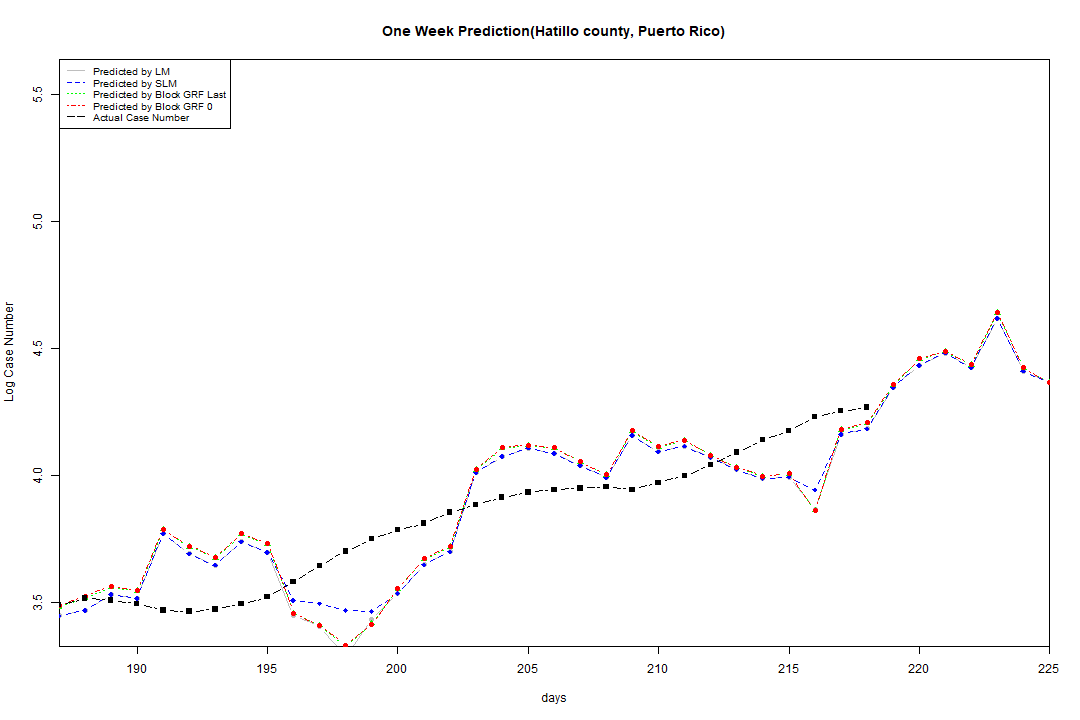 One Week Prediction(Hatillo county, Puerto Rico)
Predicted by LM
Predicted by SLM
Predicted by Block GRF Last
Predicted by Block GRF 0
Actual Case Number
5.5
5.0
4.5
4.0
3.5
Log Case Number
190 195 200 205 210 215 220 225
days